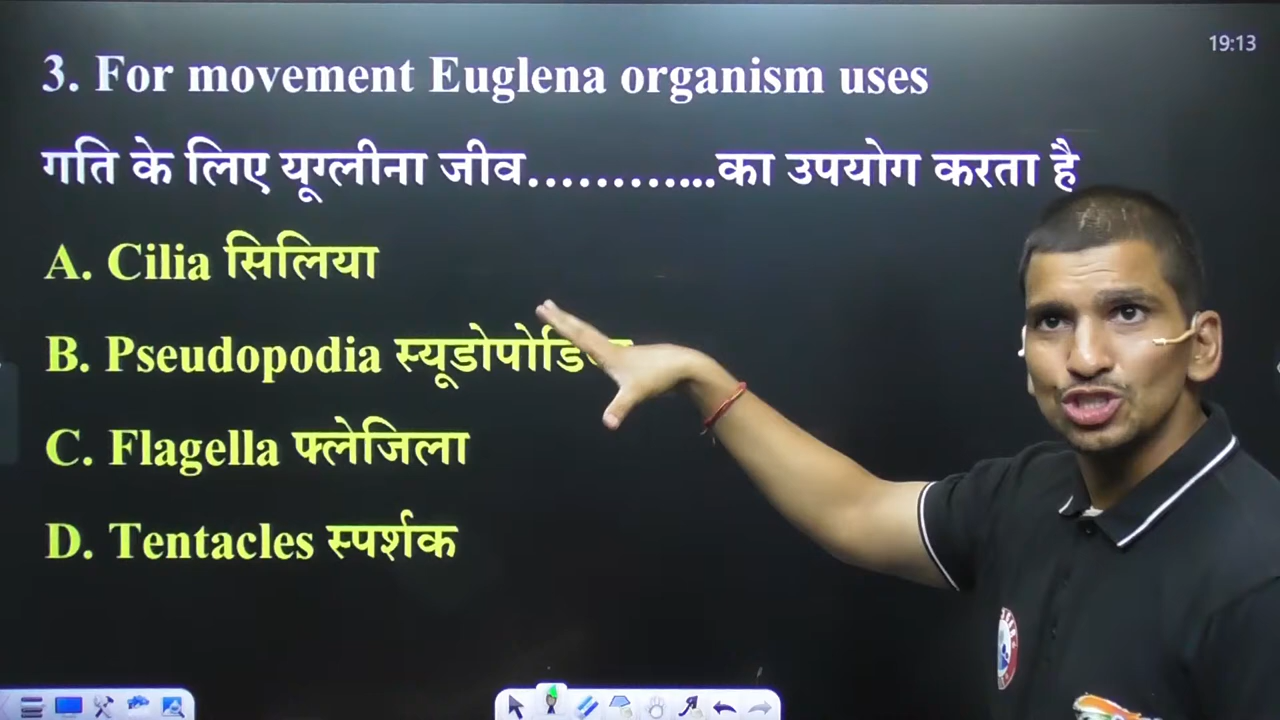 19:13
3. For movement Euglena organism uses
गति के लिए यूग्लीना जीव………...का उपयोग करता है
A. Cilia सिलिया
B. Pseudopodia
C. Flagella फ्लेजिला
D. Tentacles स्पर्शक